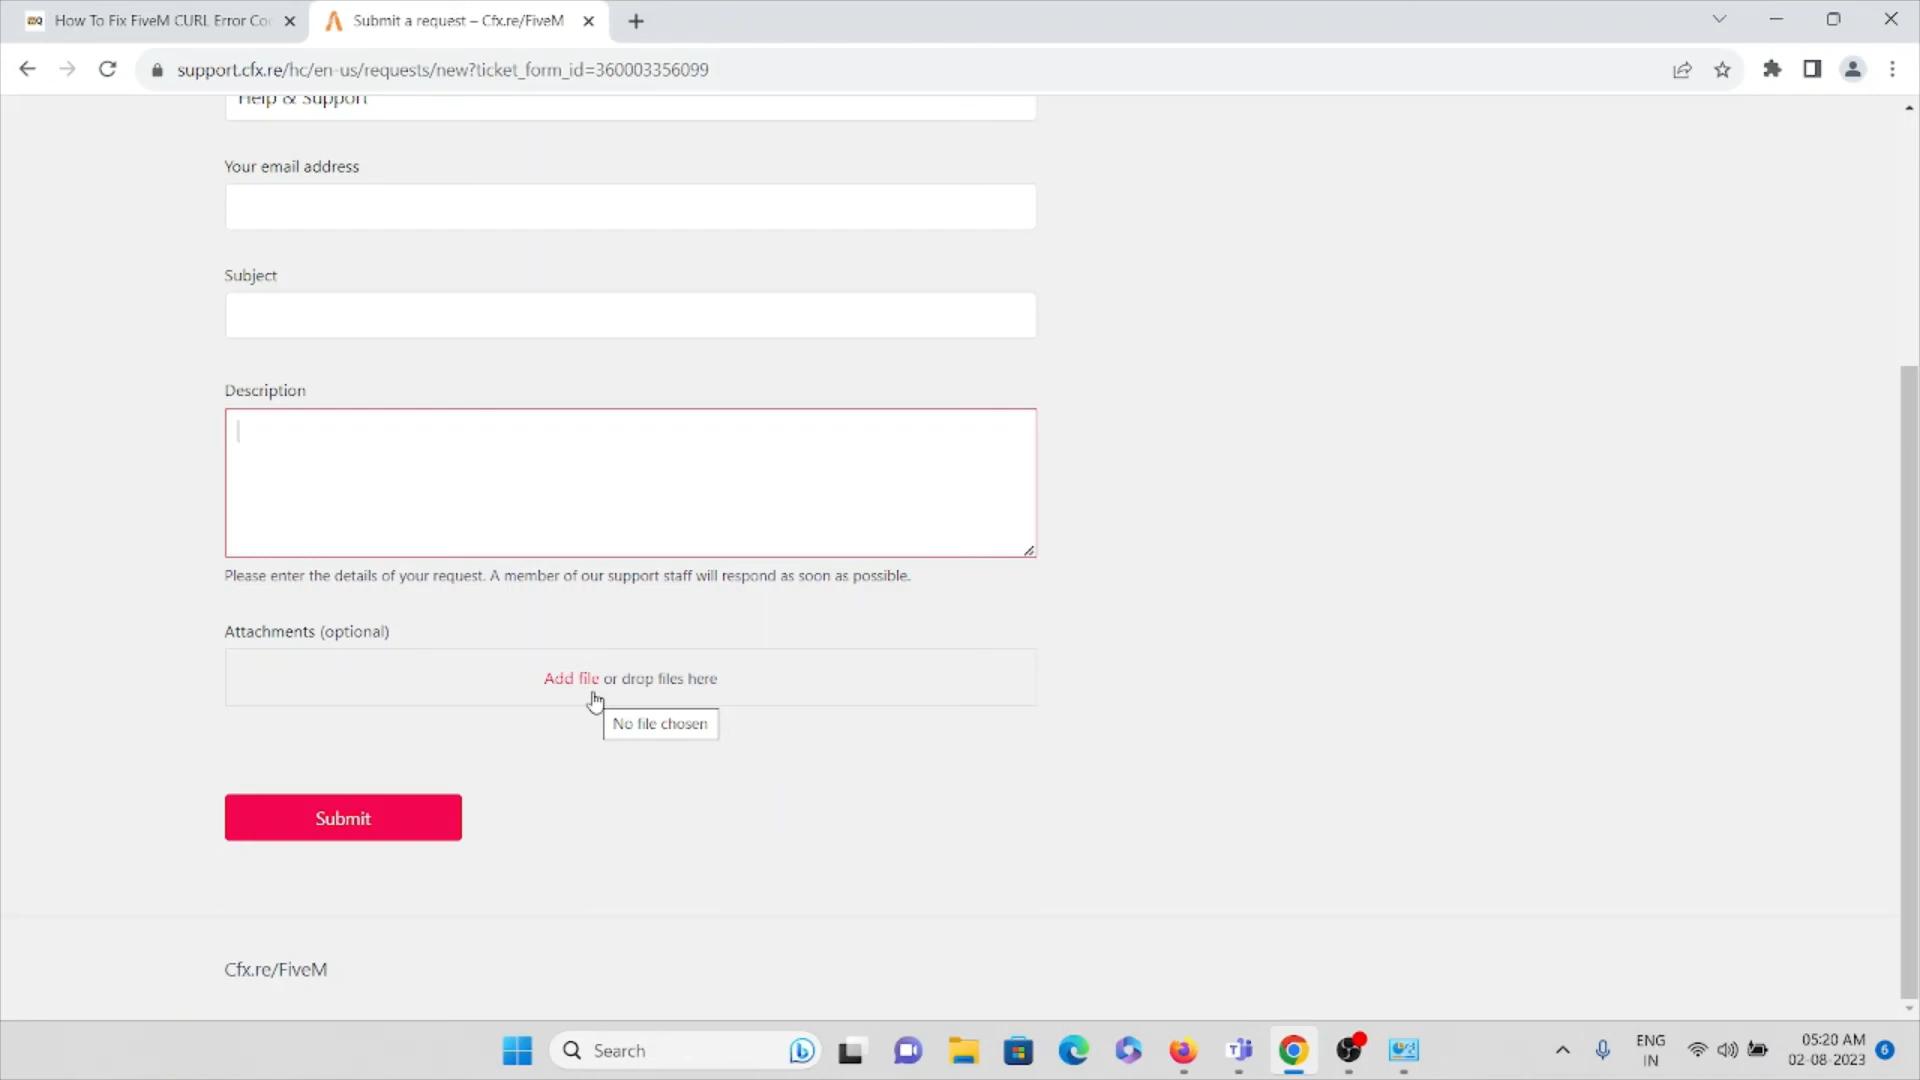 How To Fix FiveM CURL Error Co
Submit a request – Cfx.re/FiveM
support.cfx.re/hc/en-us/requests/new?ticket_form_id=360003356099
Help & Support
Your email address
Subject
Description
Please enter the details of your request. A member of our support staff will respond as soon as possible.
Attachments (optional)
Add file or drop files here
No file chosen
Submit
Cfx.re/FiveM
Search
ENG
IN
05:20 AM
02-08-2023
6